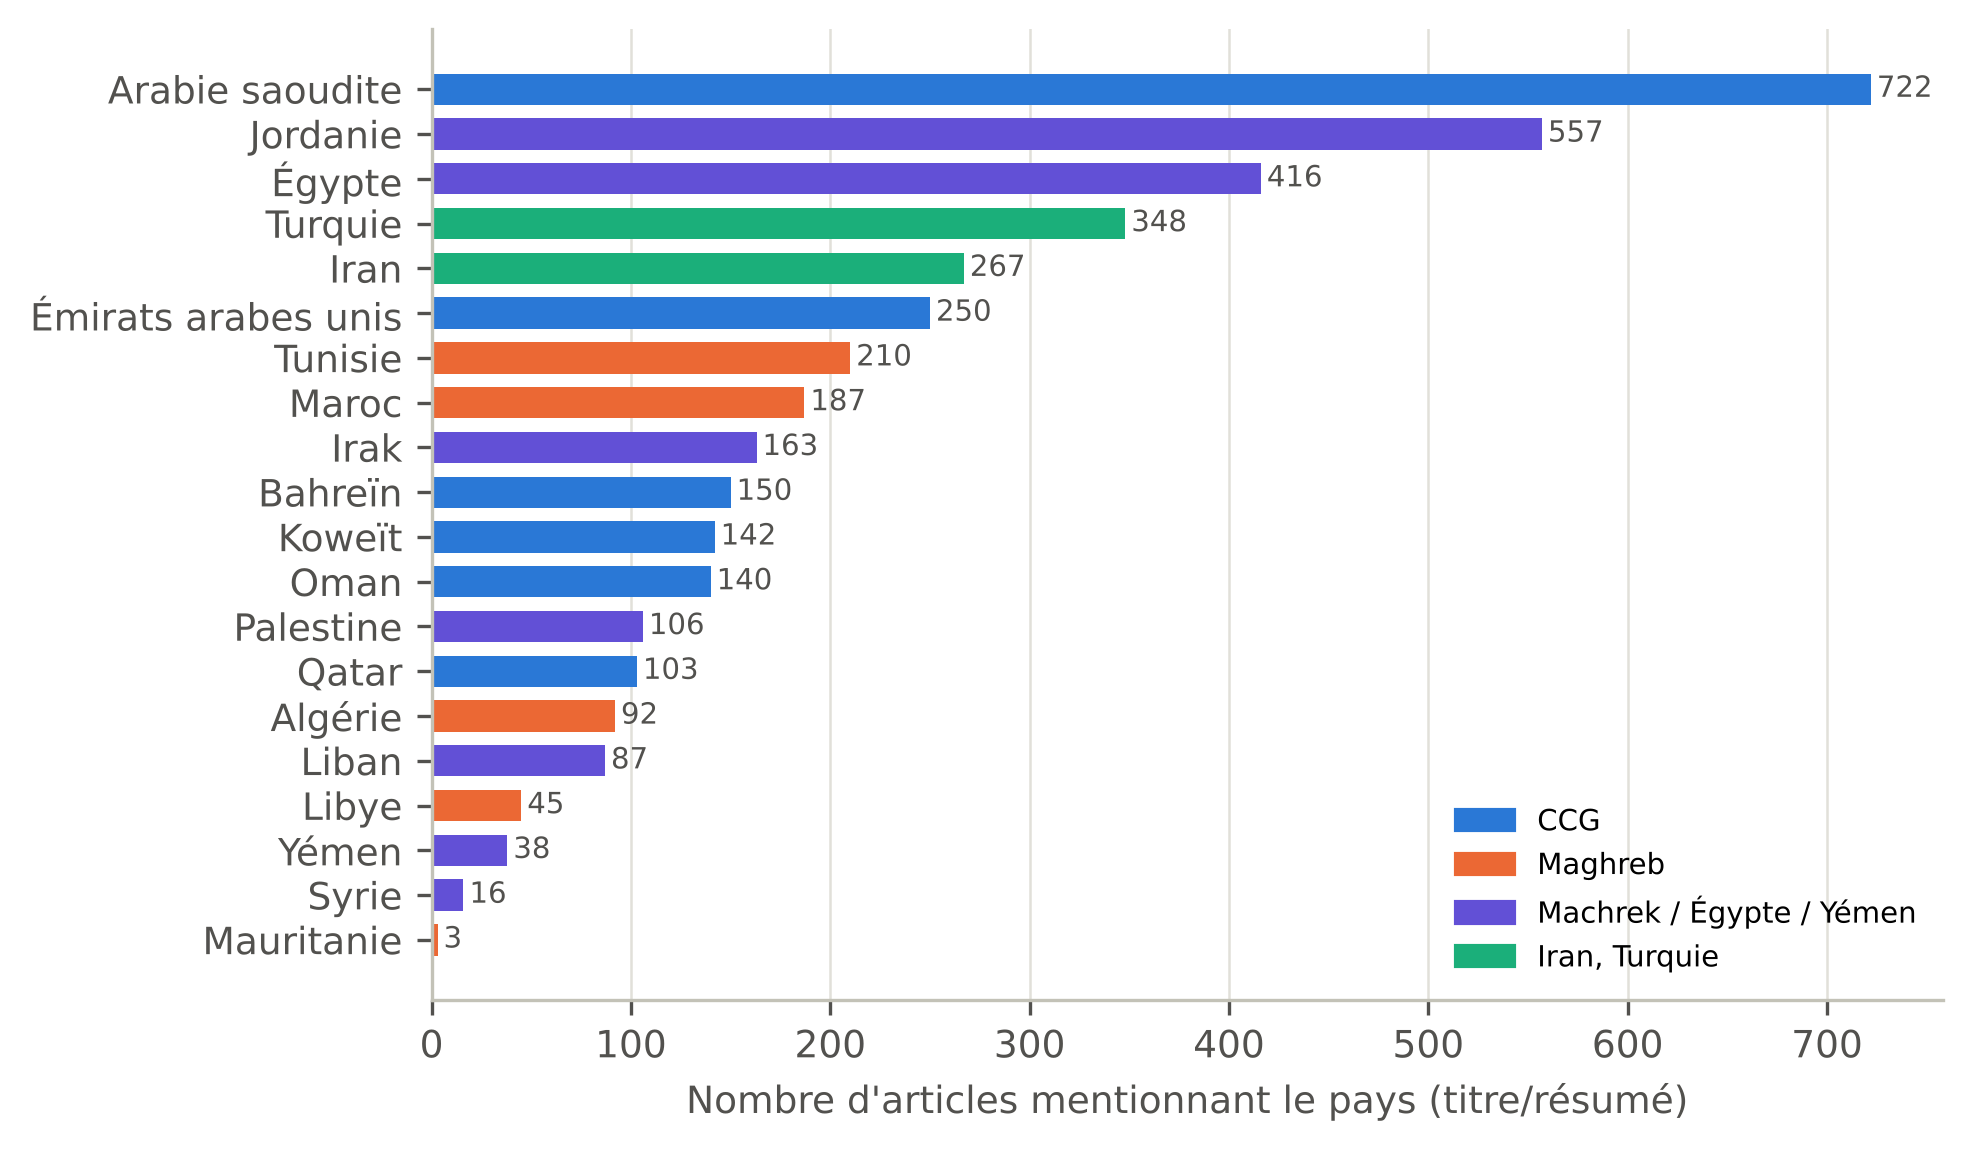 Arabie saoudite 722
Jordanie 557
Égypte 416
Turquie 348
Iran 267
Émirats arabes unis 250
Tunisie 210
Maroc 187
Irak 163
Bahreïn 150
Koweït 142
Oman 140
Palestine 106
Qatar 103
Algérie 92
Liban 87
Libye 45
Yémen 38
Syrie 16
Mauritanie 3
CCG
Maghreb
Machrek / Égypte / Yémen
Iran, Turquie
0 100 200 300 400 500 600 700
Nombre d'articles mentionnant le pays (titre/résumé)